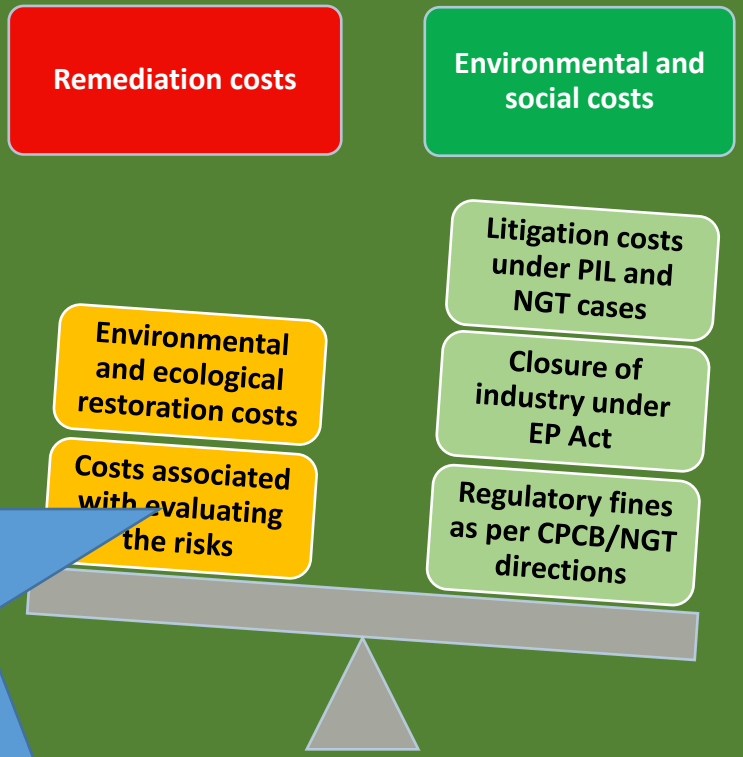 Remediation costs
Environmental and
social costs
Environmental
and ecological
restoration costs
Costs associated
with evaluating
the risks
Litigation costs
under PIL and
NGT cases
Closure of
industry under
EP Act
Regulatory fines
as per CPCB/NGT
directions